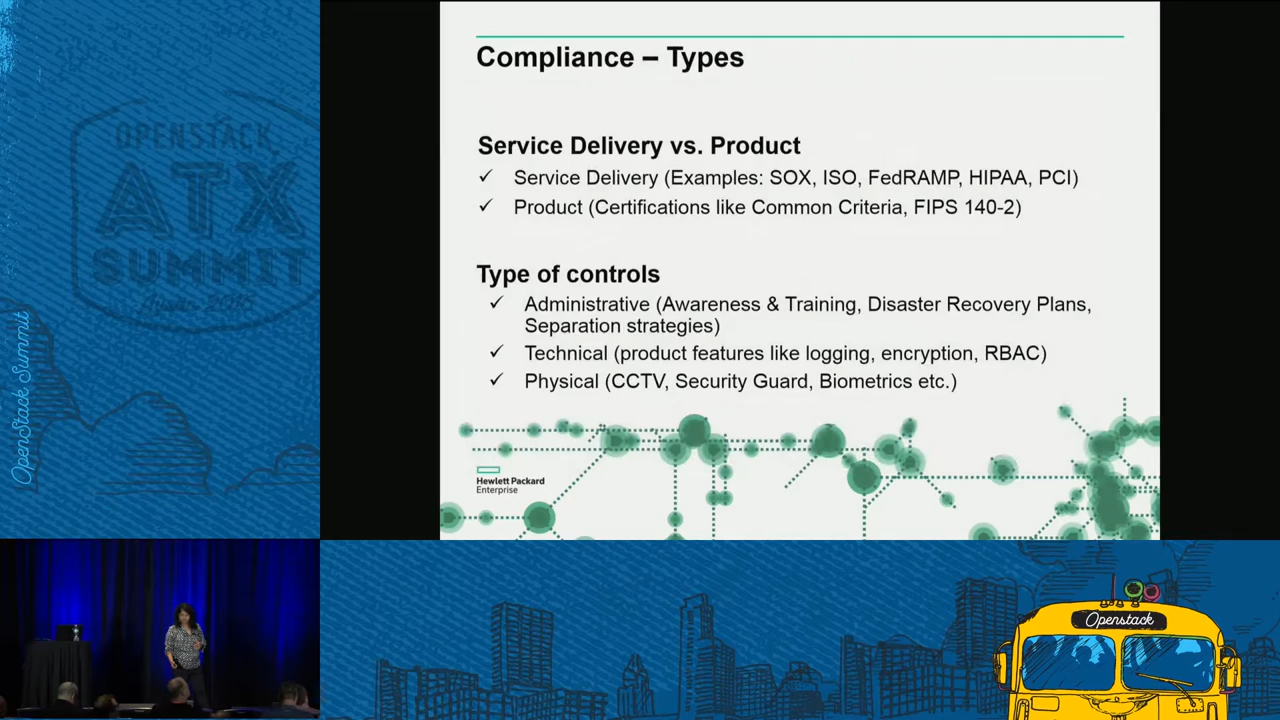 Compliance – Types
Service Delivery vs. Product
✓ Service Delivery (Examples: SOX, ISO, FedRAMP, HIPAA, PCI)
✓ Product (Certifications like Common Criteria, FIPS 140-2)
Type of controls
✓ Administrative (Awareness & Training, Disaster Recovery Plans,
Separation strategies)
✓ Technical (product features like logging, encryption, RBAC)
✓ Physical (CCTV, Security Guard, Biometrics etc.)
Hewlett Packard
Enterprise
OPENSTACK
ATX
SUMMIT
OpenStack Summit
Openstack